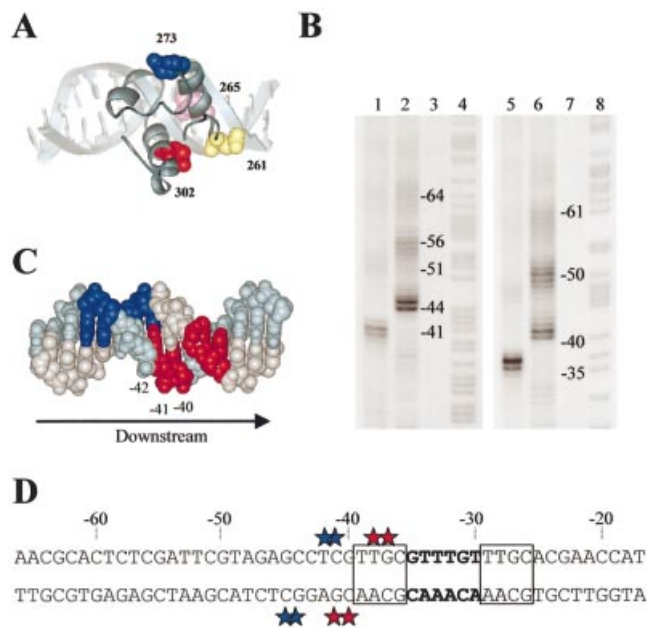 A
273
265
261
302
B
1 2 3 4 5 6 7 8
-64
-56
-51
-44
-41
-61
-50
-40
-35
C
-42
-41 -40
Downstream
D
-60 -50 -40 -30 -20
AACGCACTCTCGATTCGTAGAGCCTCGTTGCGTTTGTTTGCACGAACCAT
TTGCGTGAGAGCTAAGCATCTCGGAGCAACGCAAACAAACGTGCTTGGTA